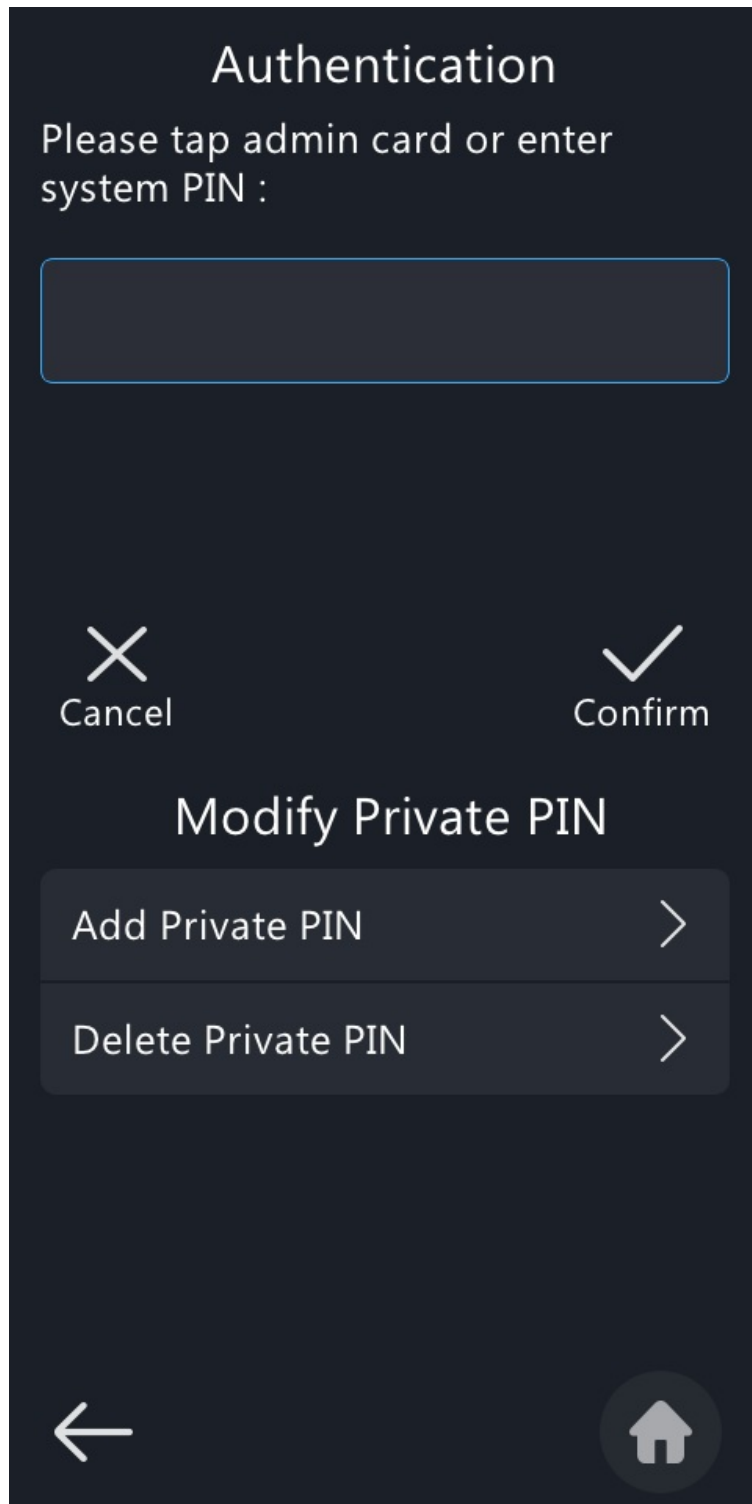 Authentication
Please tap admin card or enter
system PIN :
Cancel
Confirm
Modify Private PIN
Add Private PIN
Delete Private PIN